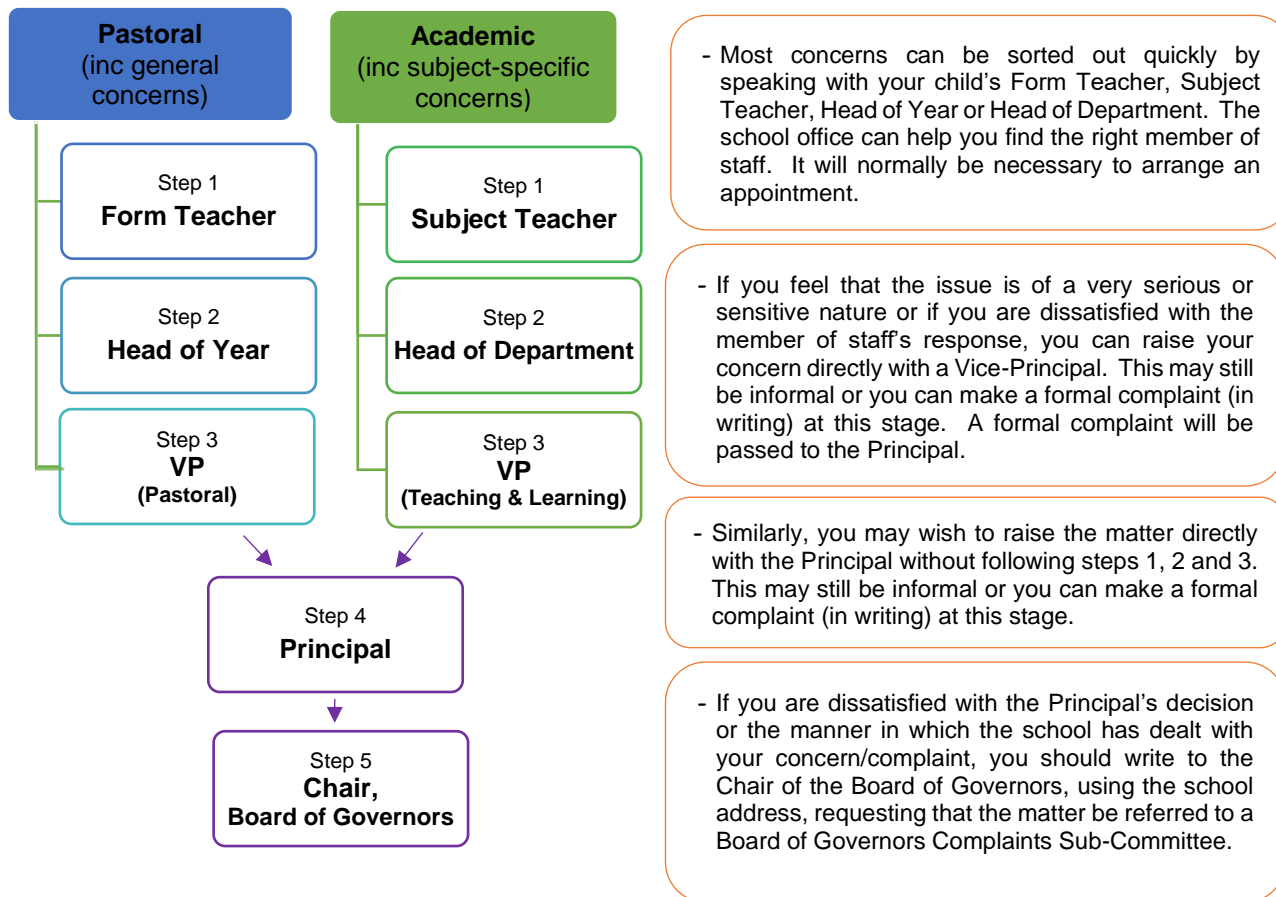 Pastoral
(inc general
concerns)
Step 1
Form Teacher
Step 2
Head of Year
Step 3
VP
(Pastoral)
Academic
(inc subject-specific
concerns)
Step 1
Subject Teacher
Step 2
Head of Department
Step 3
VP
(Teaching & Learning)
Step 4
Principal
Step 5
Chair,
Board of Governors
- Most concerns can be sorted out quickly by
speaking with your child's Form Teacher, Subject
Teacher, Head of Year or Head of Department. The
school office can help you find the right member of
staff. It will normally be necessary to arrange an
appointment.
- If you feel that the issue is of a very serious or
sensitive nature or if you are dissatisfied with the
member of staff's response, you can raise your
concern directly with a Vice-Principal. This may still
be informal or you can make a formal complaint (in
writing) at this stage. A formal complaint will be
passed to the Principal.
- Similarly, you may wish to raise the matter directly
with the Principal without following steps 1, 2 and 3.
This may still be informal or you can make a formal
complaint (in writing) at this stage.
- If you are dissatisfied with the Principal's decision
or the manner in which the school has dealt with
your concern/complaint, you should write to the
Chair of the Board of Governors, using the school
address, requesting that the matter be referred to a
Board of Governors Complaints Sub-Committee.